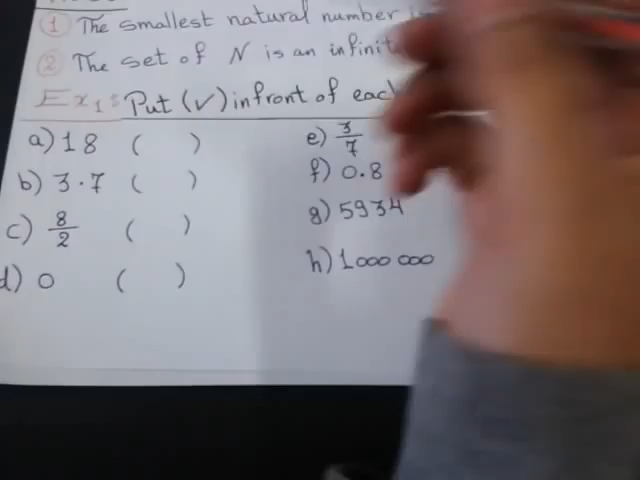 ① The smallest natural number
② The set of N is an infinit
Ex1: Put (✓) infront of each
a) 18 ( )
b) 3.7 ( )
c) 8/2 ( )
d) 0 ( )
e) 3/7
f) 0.8
g) 5934
h) 1000 000